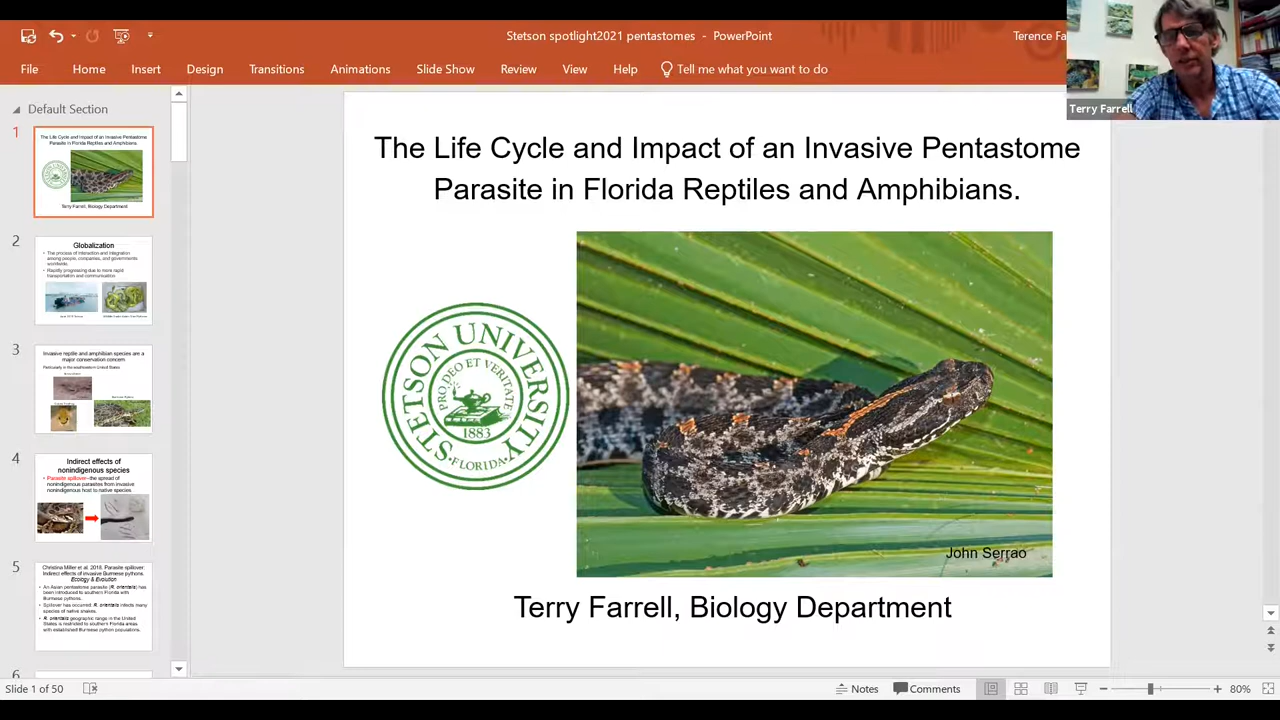 Stetson spotlight2021 pentastomes - PowerPoint
Terence Fa
File Home Insert Design Transitions Animations Slide Show Review View Help Tell me what you want to do
Terry Farrell
Default Section
1
The Life Cycle and Impact of an Invasive Pentastome
Parasite in Florida Reptiles and Amphibians.
Terry Farrell, Biology Department
2
Globalization
• The process of interaction and integration
among people, companies, and governments
worldwide.
• Rapidly progressing due to more rapid
transportation and communication
3
Invasive reptile and amphibian species are a
major conservation concern
Particularly in the southeastern United States
4
Indirect effects of
nonindigenous species
• Parasite spillover--the spread of
nonindigenous parasites from invasive
nonindigenous host to native species.
5
Christina Miller et al. 2018. Parasite spillover:
Indirect effects of invasive Burmese pythons.
Ecology & Evolution
• An Asian pentastome parasite (R. orientalis) has
been introduced to southern Florida with
Burmese pythons.
• Spillover has occurred. R. orientalis infects many
species of native snakes.
• R. orientalis geographic range in the United
States is restricted to southern Florida areas
with established Burmese python populations.
6
The Life Cycle and Impact of an Invasive Pentastome
Parasite in Florida Reptiles and Amphibians.
STETSON UNIVERSITY
PRO DEO ET VERITATE
1883
• FLORIDA •
John Serrao
Terry Farrell, Biology Department
Slide 1 of 50
Notes Comments
80%